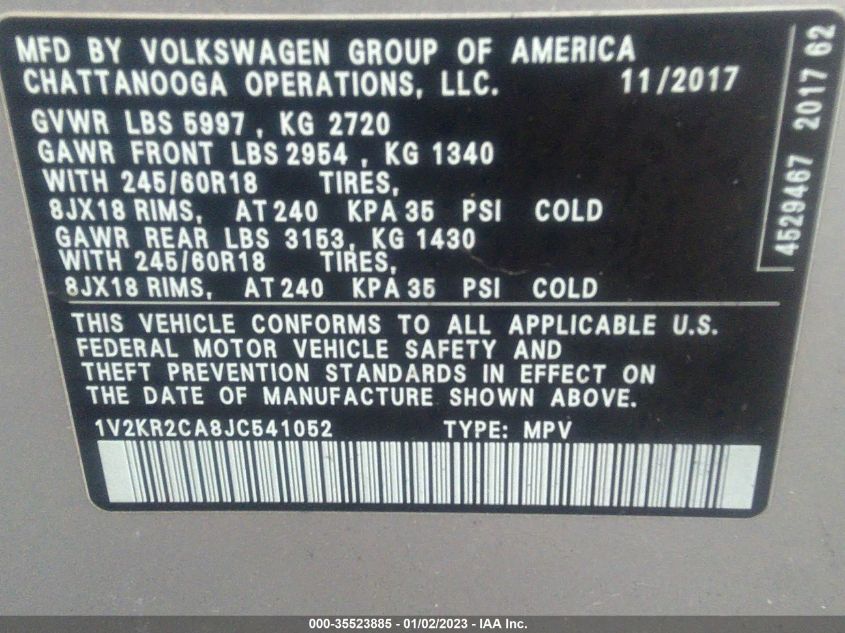 MFD BY VOLKSWAGEN GROUP OF AMERICA
CHATTANOOGA OPERATIONS, LLC. 11/2017
GVWR LBS 5997, KG 2720
GAWR FRONT LBS 2954, KG 1340
WITH 245/60R18 TIRES,
8JX18 RIMS, AT 240 KPA 35 PSI COLD
GAWR REAR LBS 3153, KG 1430
WITH 245/60R18 TIRES,
8JX18 RIMS, AT 240 KPA 35 PSI COLD
4529467 2017 62
THIS VEHICLE CONFORMS TO ALL APPLICABLE U.S.
FEDERAL MOTOR VEHICLE SAFETY AND
THEFT PREVENTION STANDARDS IN EFFECT ON
THE DATE OF MANUFACTURE SHOWN ABOVE.
1V2KR2CA8JC541052 TYPE: MPV
000-35523885 - 01/02/2023 - IAA Inc.